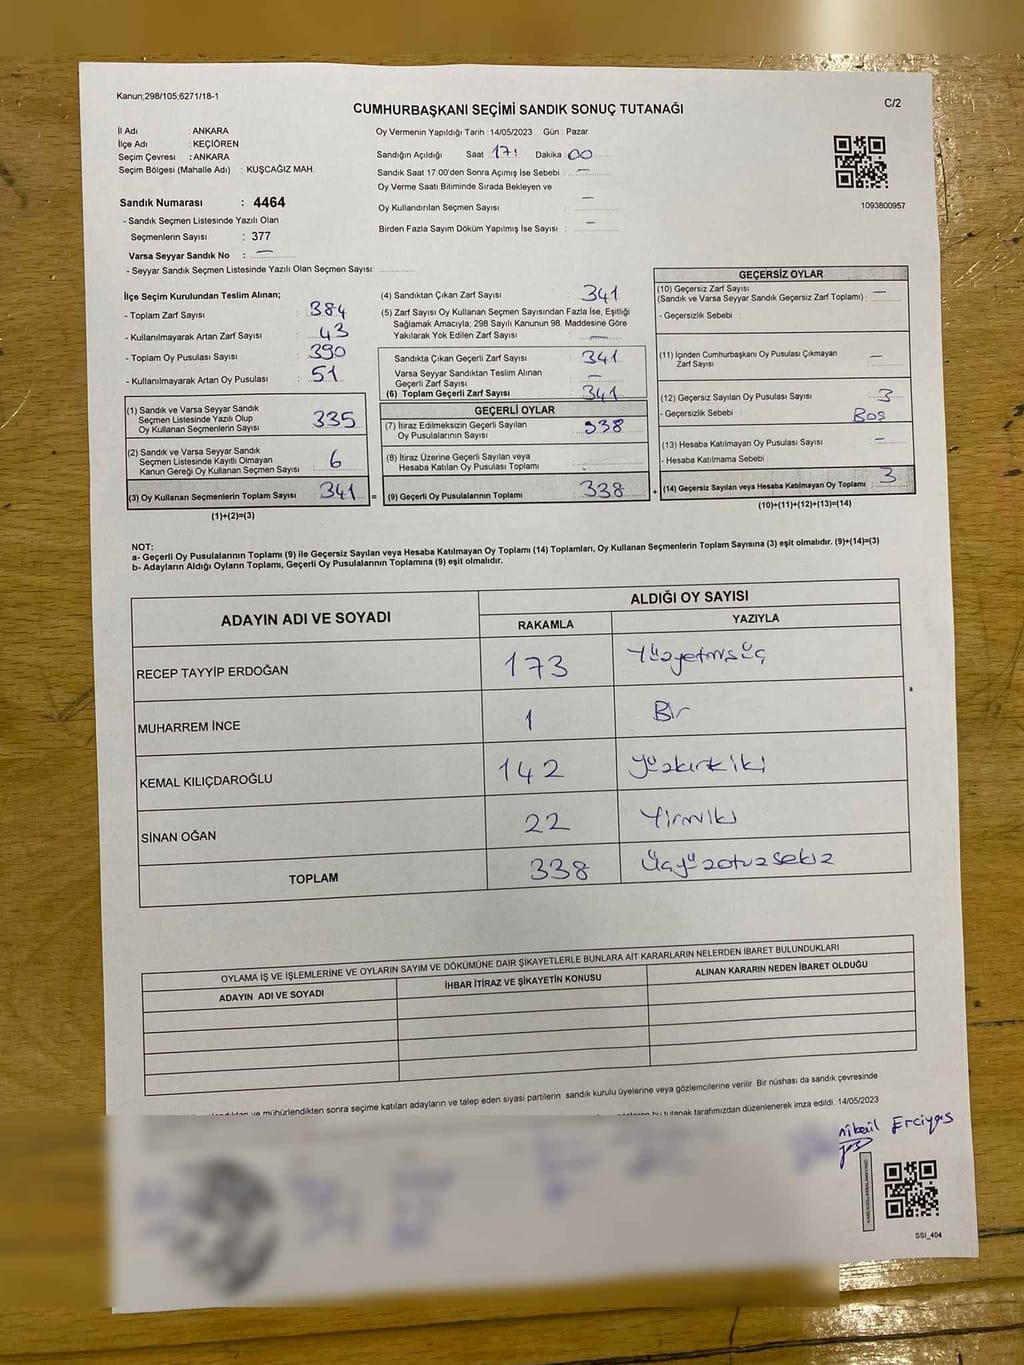 Kanun;298/105,6271/18-1
C/2
CUMHURBAŞKANI SEÇİMİ SANDIK SONUÇ TUTANAĞI
İl Adı : ANKARA
İlçe Adı : KEÇİÖREN
Seçim Çevresi : ANKARA
Seçim Bölgesi (Mahalle Adı) : KUŞCAĞIZ MAH.
Oy Vermenin Yapıldığı Tarih : 14/05/2023 Gün : Pazar
Sandığın Açıldığı Saat 17: Dakika 00
Sandık Saat 17.00'den Sonra Açılmış İse Sebebi : —
Oy Verme Saati Bitiminde Sırada Bekleyen ve
Oy Kullandırılan Seçmen Sayısı —
Birden Fazla Sayım Döküm Yapılmış İse Sayısı : —
1093800957
Sandık Numarası : 4464
- Sandık Seçmen Listesinde Yazılı Olan
Seçmenlerin Sayısı : 377
Varsa Seyyar Sandık No : —
- Seyyar Sandık Seçmen Listesinde Yazılı Olan Seçmen Sayısı:
İlçe Seçim Kurulundan Teslim Alınan;
- Toplam Zarf Sayısı : 384
- Kullanılmayarak Artan Zarf Sayısı : 43
- Toplam Oy Pusulası Sayısı : 390
- Kullanılmayarak Artan Oy Pusulası : 51
(1) Sandık ve Varsa Seyyar Sandık
Seçmen Listesinde Yazılı Olup
Oy Kullanan Seçmenlerin Sayısı : 335
(2) Sandık ve Varsa Seyyar Sandık
Seçmen Listesinde Kayıtlı Olmayan
Kanun Gereği Oy Kullanan Seçmen Sayısı : 6
(3) Oy Kullanan Seçmenlerin Toplam Sayısı : 341 =
(1)+(2)=(3)
(4) Sandıktan Çıkan Zarf Sayısı : 341
(5) Zarf Sayısı Oy Kullanan Seçmen Sayısından Fazla İse, Eşitliği
Sağlamak Amacıyla, 298 Sayılı Kanunun 98. Maddesine Göre
Yakılarak Yok Edilen Zarf Sayısı : —
Sandıkta Çıkan Geçerli Zarf Sayısı : 341
Varsa Seyyar Sandıktan Teslim Alınan
Geçerli Zarf Sayısı : —
(6) Toplam Geçerli Zarf Sayısı : 341
GEÇERLİ OYLAR
(7) İtiraz Edilmeksizin Geçerli Sayılan
Oy Pusulalarının Sayısı : 338
(8) İtiraz Üzerine Geçerli Sayılan veya
Hesaba Katılan Oy Pusulası Toplamı :
(9) Geçerli Oy Pusulalarının Toplamı : 338 +
GEÇERSİZ OYLAR
(10) Geçersiz Zarf Sayısı
(Sandık ve Varsa Seyyar Sandık Geçersiz Zarf Toplamı) : —
- Geçersizlik Sebebi :
(11) İçinden Cumhurbaşkanı Oy Pusulası Çıkmayan
Zarf Sayısı : —
(12) Geçersiz Sayılan Oy Pusulası Sayısı : 3
- Geçersizlik Sebebi : Boş
(13) Hesaba Katılmayan Oy Pusulası Sayısı : —
- Hesaba Katılmama Sebebi :
(14) Geçersiz Sayılan veya Hesaba Katılmayan Oy Toplamı : 3
(10)+(11)+(12)+(13)=(14)
NOT:
a- Geçerli Oy Pusulalarının Toplamı (9) ile Geçersiz Sayılan veya Hesaba Katılmayan Oy Toplamı (14) Toplamları, Oy Kullanan Seçmenlerin Toplam Sayısına (3) eşit olmalıdır. (9)+(14)=(3)
b- Adayların Aldığı Oyların Toplamı, Geçerli Oy Pusulalarının Toplamına (9) eşit olmalıdır.
ADAYIN ADI VE SOYADI
ALDIĞI OY SAYISI
RAKAMLA YAZIYLA
RECEP TAYYİP ERDOĞAN 173 Yüzyetmişüç
MUHARREM İNCE 1 Bir
KEMAL KILIÇDAROĞLU 142 Yüzkırkiki
SİNAN OĞAN 22 Yirmiiki
TOPLAM 338 Üçyüzotuzsekiz
OYLAMA İŞ VE İŞLEMLERİNE VE OYLARIN SAYIM VE DÖKÜMÜNE DAİR ŞİKAYETLERLE BUNLARA AİT KARARLARIN NELERDEN İBARET BULUNDUKLARI
ADAYIN ADI VE SOYADI İHBAR İTİRAZ VE ŞİKAYETİN KONUSU ALINAN KARARIN NEDEN İBARET OLDUĞU
ve mühürlendikten sonra seçime katılan adayların ve talep eden siyasi partilerin sandık kurulu üyelerine veya gözlemcilerine verilir. Bir nüshası da sandık çevresinde
bu tutanak tarafımızdan düzenlenerek imza edildi. 14/05/2023
Erciyas
SSI_404